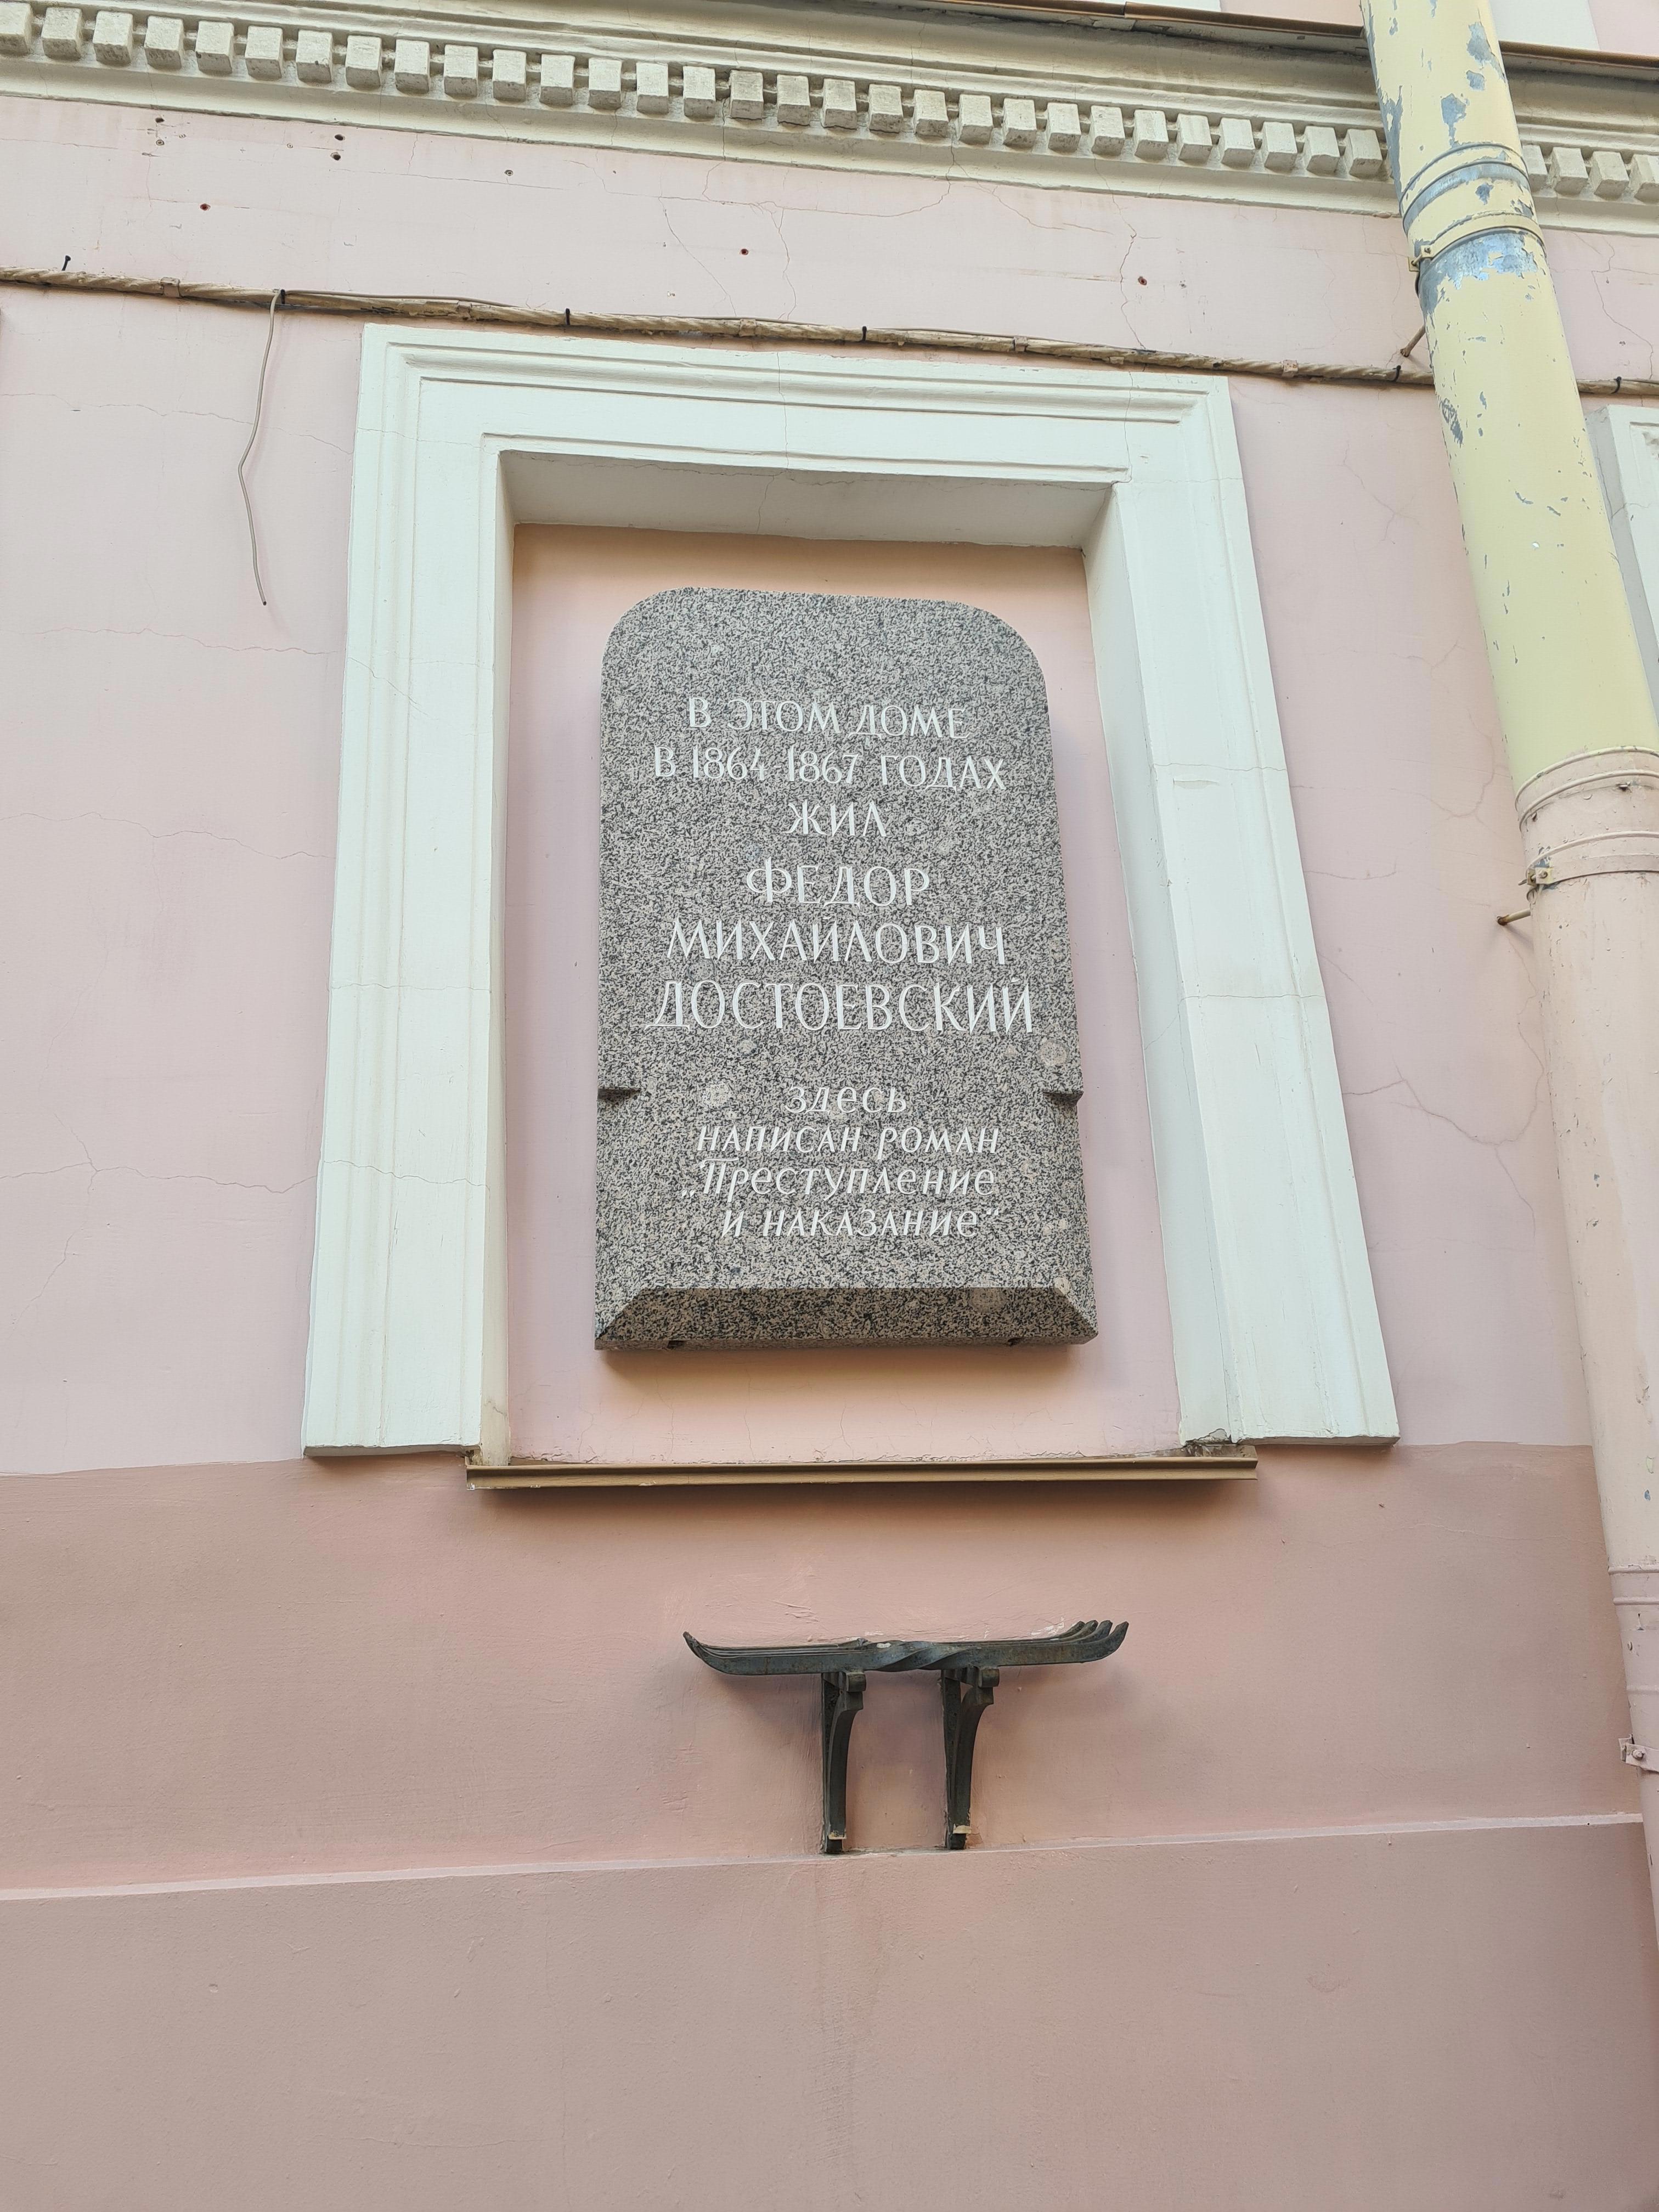 В ЭТОМ ДОМЕ
В 1864-1867 ГОДАХ
ЖИЛ
ФЕДОР
МИХАЙЛОВИЧ
ДОСТОЕВСКИЙ
здесь
написан роман
„Преступление
и наказание“